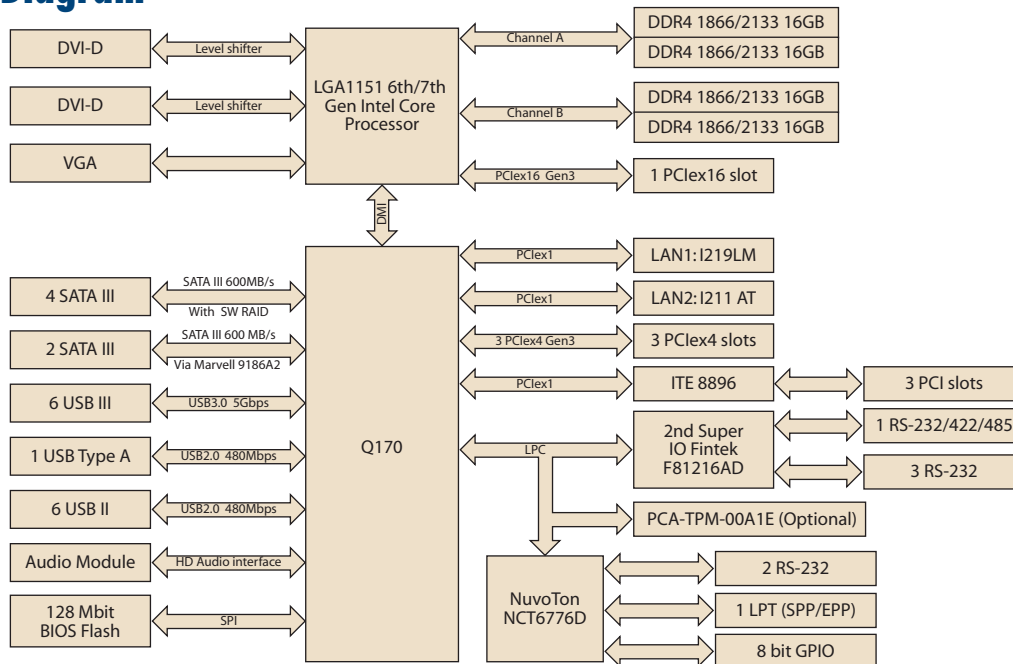 Diagram
DVI-D
Level shifter
DVI-D
Level shifter
VGA
LGA1151 6th/7th
Gen Intel Core
Processor
Channel A
DDR4 1866/2133 16GB
DDR4 1866/2133 16GB
Channel B
DDR4 1866/2133 16GB
DDR4 1866/2133 16GB
PCIex16 Gen3
1 PCIex16 slot
DMI
4 SATA III
SATA III 600MB/s
With SW RAID
2 SATA III
SATA III 600 MB/s
Via Marvell 9186A2
6 USB III
USB3.0 5Gbps
1 USB Type A
USB2.0 480Mbps
6 USB II
USB2.0 480Mbps
Audio Module
HD Audio interface
128 Mbit
BIOS Flash
SPI
Q170
PCIex1
LAN1: I219LM
PCIex1
LAN2: I211 AT
3 PCIex4 Gen3
3 PCIex4 slots
PCIex1
ITE 8896
3 PCI slots
LPC
2nd Super
IO Fintek
F81216AD
1 RS-232/422/485
3 RS-232
PCA-TPM-00A1E (Optional)
NuvoTon
NCT6776D
2 RS-232
1 LPT (SPP/EPP)
8 bit GPIO